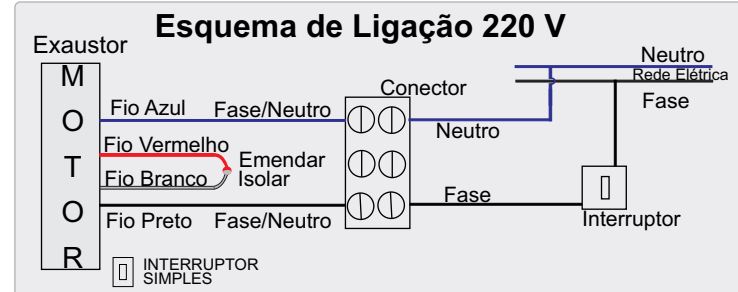 Esquema de Ligação 220 V
Exaustor
MOTOR
Neutro
Rede Elétrica
Fase
Conector
Fio Azul
Fase/Neutro
Neutro
Fio Vermelho
Emendar
Isolar
Fio Branco
Fase
Fio Preto
Fase/Neutro
Interruptor
INTERRUPTOR
SIMPLES